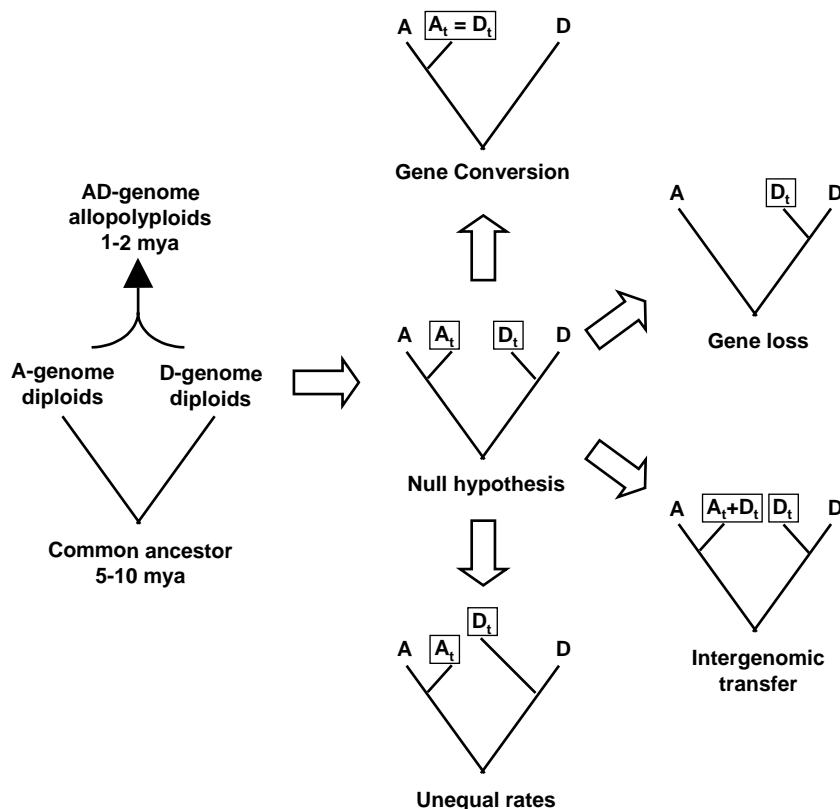 A A_t = D_t D
Gene Conversion
AD-genome
allopolyploids
1-2 mya
A D_t D
Gene loss
A-genome
diploids
D-genome
diploids
A A_t D_t D
Null hypothesis
Common ancestor
5-10 mya
A A_t+D_t D_t D
Intergenomic
transfer
D_t
A A_t D
Unequal rates